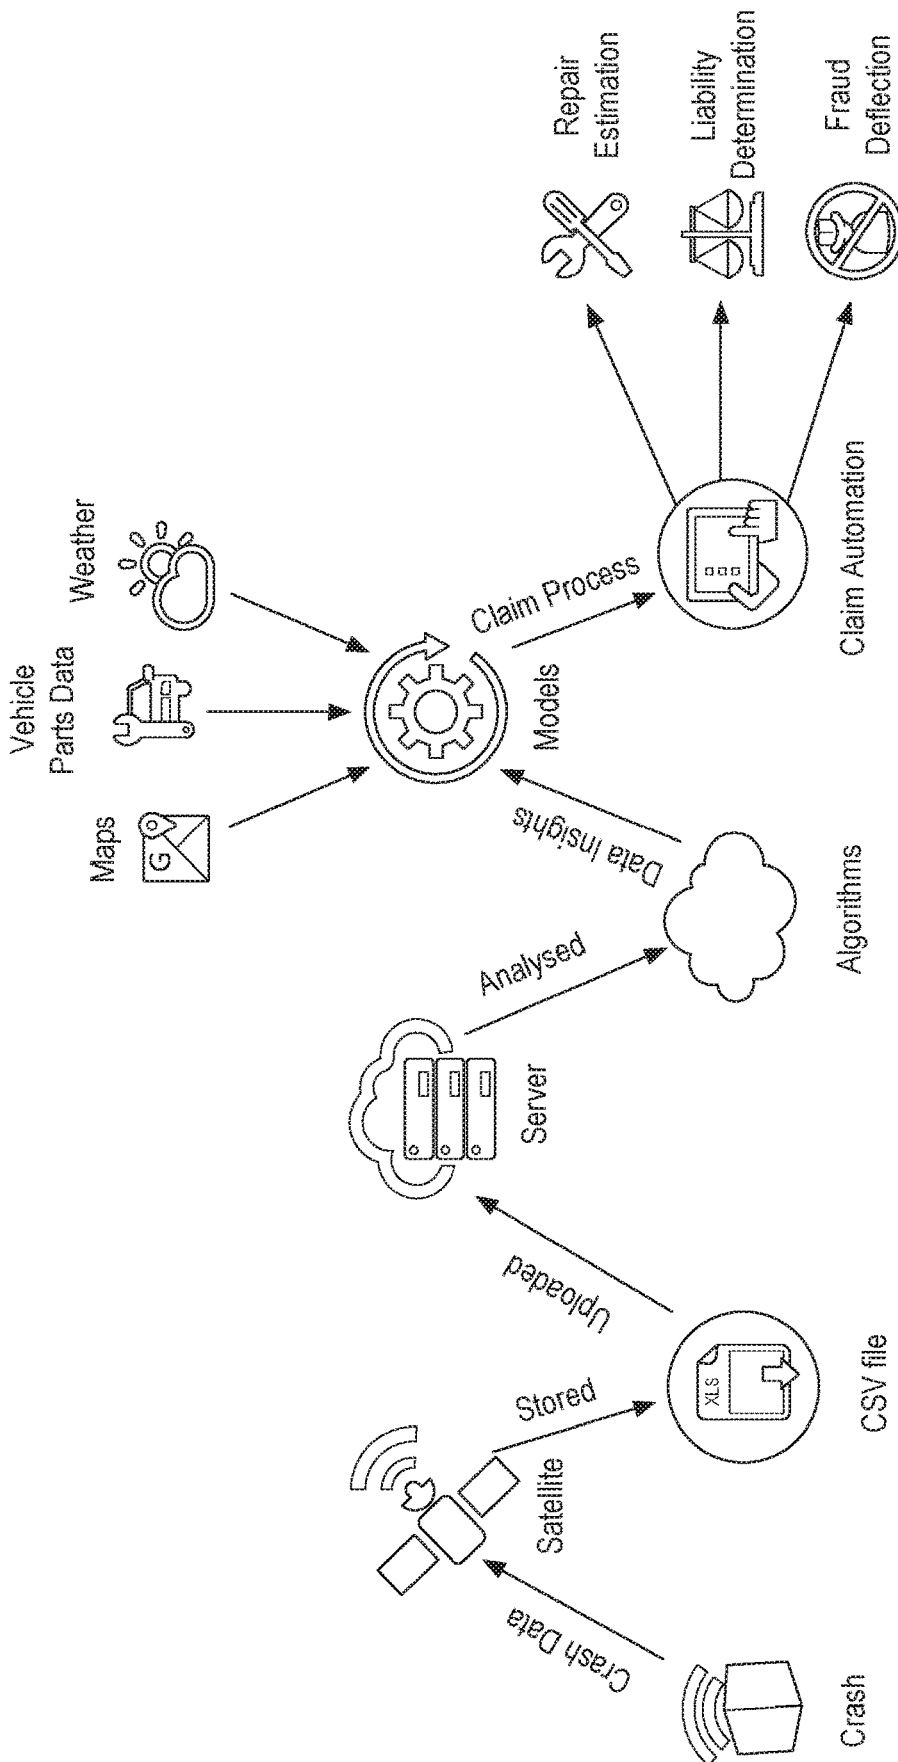 Crash
Crash Data
Satellite
Stored
XLS
CSV file
Uploaded
Server
Analysed
Algorithms
Data Insights
Maps
G
Vehicle
Parts Data
Weather
Models
Claim Process
Claim Automation
Repair
Estimation
Liability
Determination
Fraud
Deflection